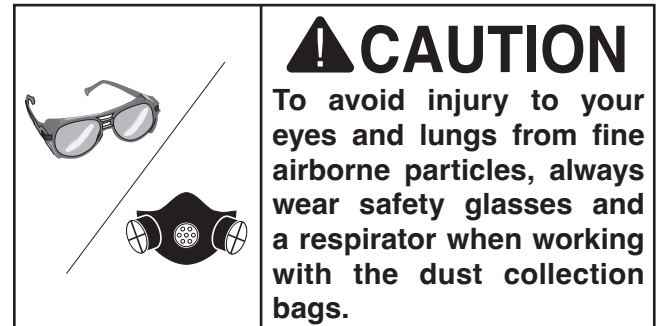 CAUTION
To avoid injury to your
eyes and lungs from fine
airborne particles, always
wear safety glasses and
a respirator when working
with the dust collection
bags.